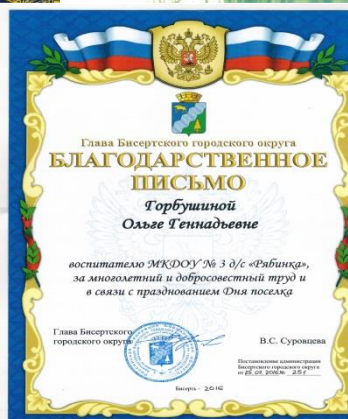 Глава Бисертского городского округа
БЛАГОДАРСТВЕННОЕ
ПИСЬМО
Горбушиной
Ольге Геннадьевне
воспитателю МКДОУ № 3 д/с «Рябинка»,
за многолетний и добросовестный труд и
в связи с празднованием Дня поселка
Глава Бисертского
городского округа
В.С. Суровцева
Постановление администрации
Бисертского городского округа
Бисерть - 2016